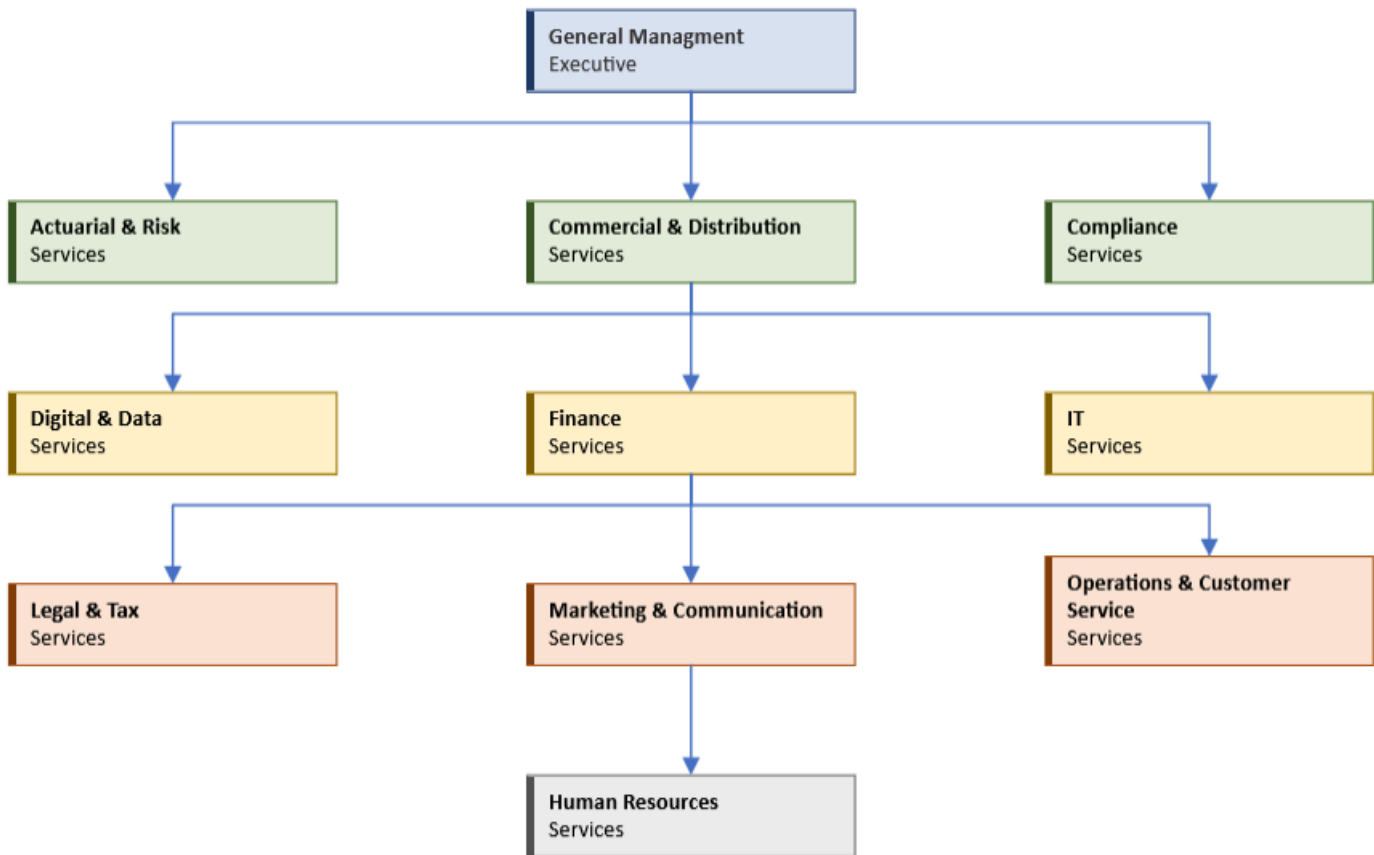 General Managment
Executive
Actuarial & Risk
Services
Commercial & Distribution
Services
Compliance
Services
Digital & Data
Services
Finance
Services
IT
Services
Legal & Tax
Services
Marketing & Communication
Services
Operations & Customer
Service
Services
Human Resources
Services